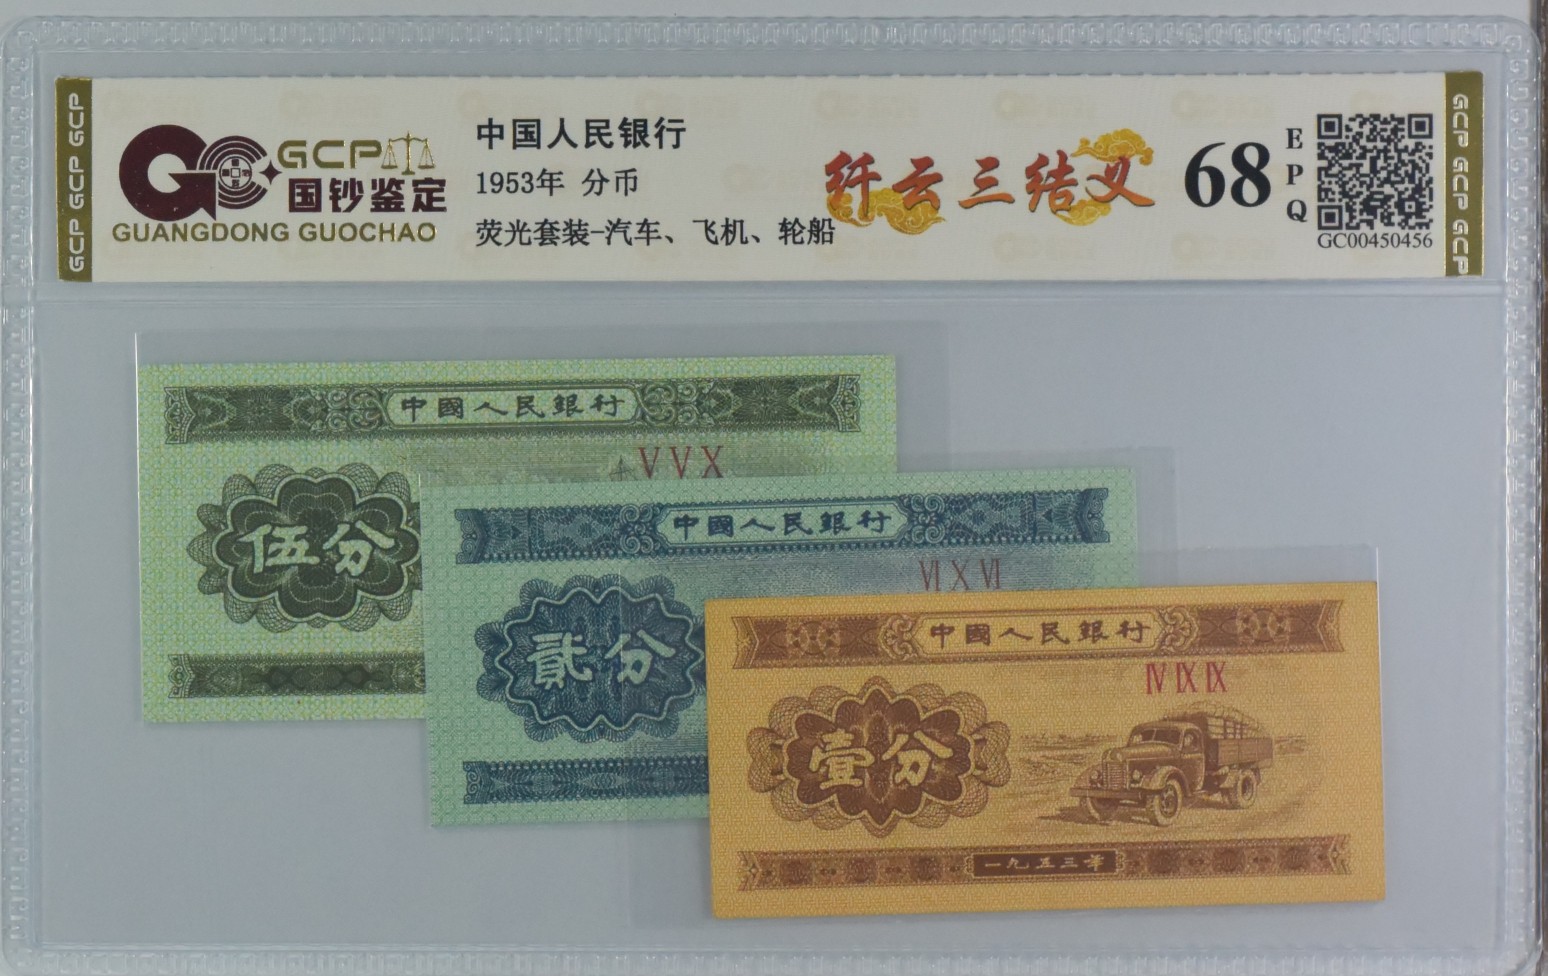 GCP GCP GCP
GCP
国钞鉴定
GUANGDONG GUOCHAO
中国人民银行
1953年 分币
荧光套装-汽车、飞机、轮船
纤云三结义
68
EPQ
GC00450456
GCP GCP GCP
中國人民銀行
VVX
伍分
中國人民銀行
VI X VI
貳分
中國人民銀行
IV IX IX
壹分
一九五三年